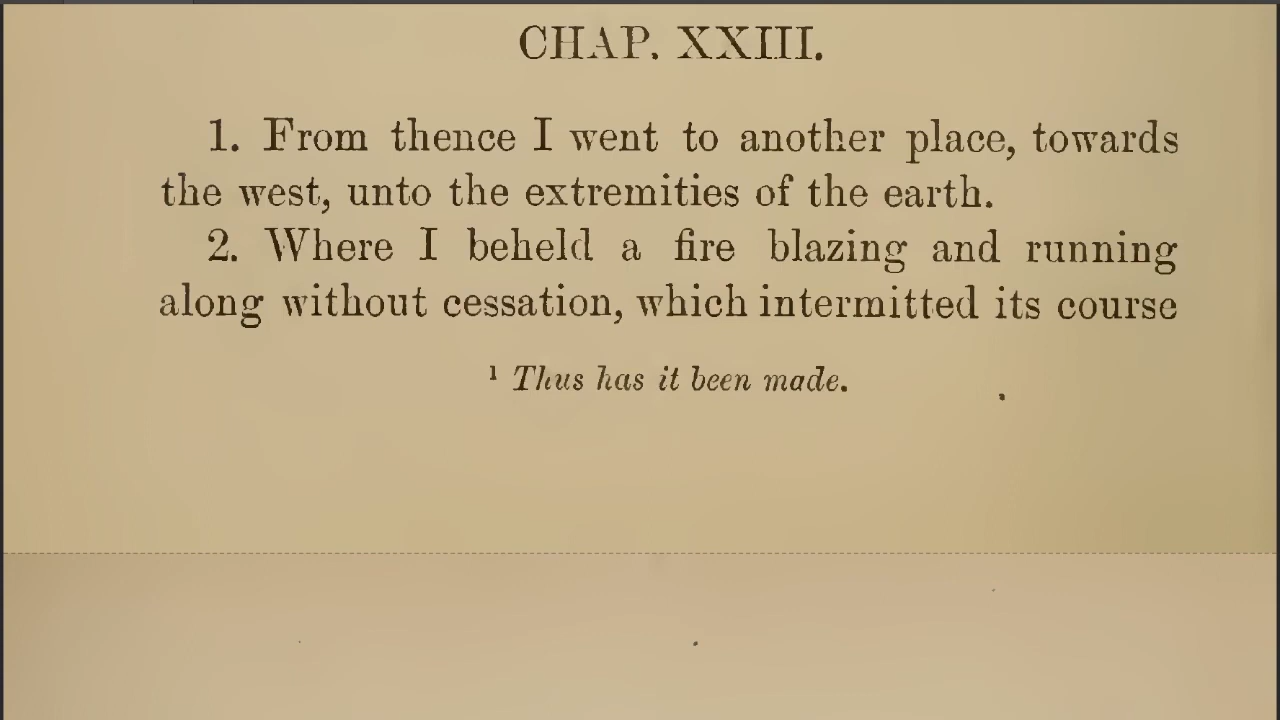 CHAP. XXIII.
1. From thence I went to another place, towards
the west, unto the extremities of the earth.
2. Where I beheld a fire blazing and running
along without cessation, which intermitted its course
¹ Thus has it been made.